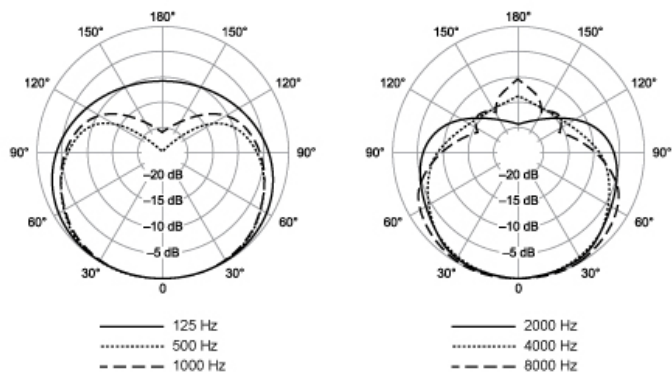 180°
150° 150°
120° 120°
90° 90°
60° 60°
30° 30°
0
–20 dB
–15 dB
–10 dB
–5 dB
125 Hz
500 Hz
1000 Hz
180°
150° 150°
120° 120°
90° 90°
60° 60°
30° 30°
0
–20 dB
–15 dB
–10 dB
–5 dB
2000 Hz
4000 Hz
8000 Hz